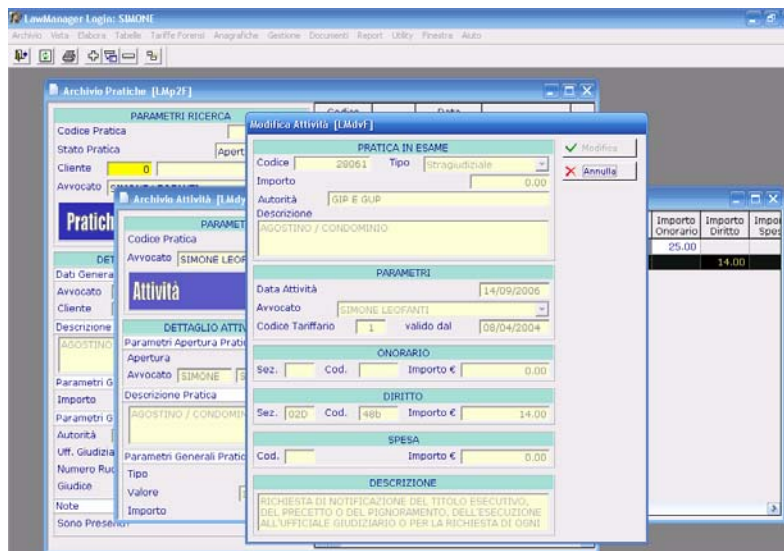 LawManager Login: SIMONE
Archivio Vista Elabora Tabelle Tariffe Forensi Anagrafiche Gestione Documenti Report Utility Finestra Aiuto
Archivio Pratiche [LMp2F]
PARAMETRI RICERCA
Codice Pratica
Stato Pratica Apert
Cliente 0
Avvocato SIMONE LEOFANTI
Pratich
Dati Genera
Avvocato
Cliente
Descrizione
AGOSTINO
Parametri G
Importo
Parametri G
Autorità
Uff. Giudizia
Numero Ruo
Giudice
Note
Sono Presenti
Codice Data
Archivio Attività [LMdy
PARAMET
Codice Pratica
Avvocato SIMONE LEOF
Attività
DETTAGLIO ATTIV
Parametri Apertura Pratic
Apertura
Avvocato SIMONE S
Descrizione Pratica
AGOSTINO / CONDOMIN
Parametri Generali Pratic
Tipo
Valore
Importo
Importo Onorario Importo Diritto Impor Spes
25.00
14.00
Modifica Attività [LMdvF]
PRATICA IN ESAME
Codice 20061 Tipo Stragiudiziale
Importo 0.00
Autorità GIP E GUP
Descrizione
AGOSTINO / CONDOMINIO
PARAMETRI
Data Attività 14/09/2006
Avvocato SIMONE LEOFANTI
Codice Tariffario 1 valido dal 08/04/2004
ONORARIO
Sez. Cod. Importo € 0.00
DIRITTO
Sez. 02D Cod. 48b Importo € 14.00
SPESA
Cod. Importo € 0.00
DESCRIZIONE
RICHIESTA DI NOTIFICAZIONE DEL TITOLO ESECUTIVO,
DEL PRECETTO O DEL PIGNORAMENTO, DELL'ESECUZIONE
ALL'UFFICIALE GIUDIZIARIO O PER LA RICHIESTA DI OGNI
Modifica
Annulla